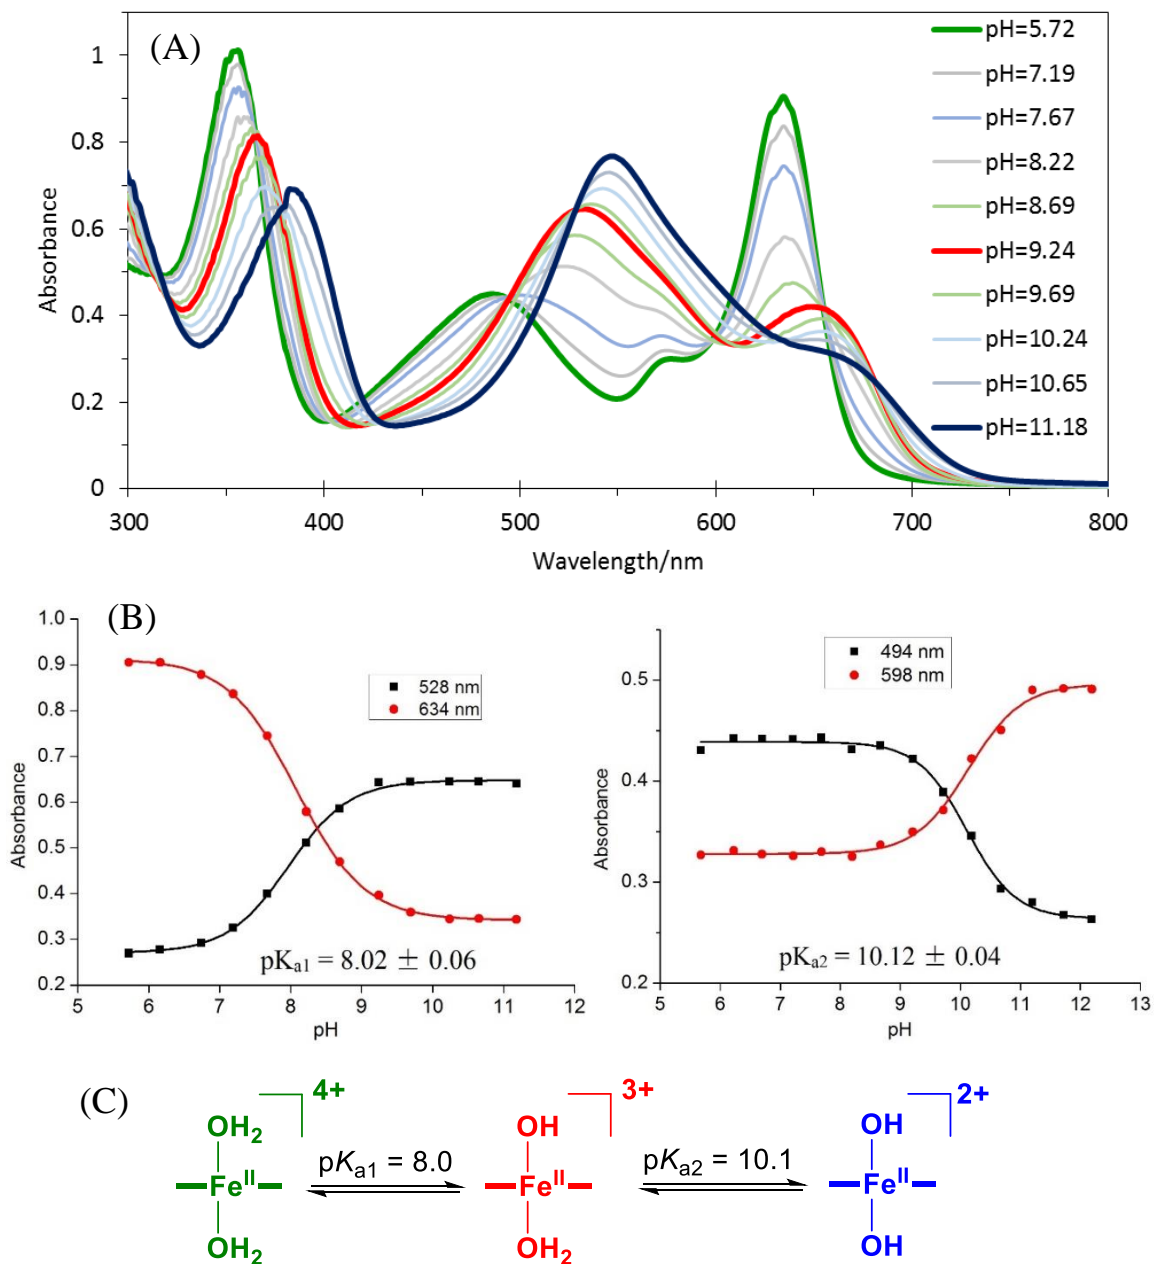 (A)
Absorbance
1
0.8
0.6
0.4
0.2
0
300 400 500 600 700 800
Wavelength/nm
pH=5.72
pH=7.19
pH=7.67
pH=8.22
pH=8.69
pH=9.24
pH=9.69
pH=10.24
pH=10.65
pH=11.18
(B)
Absorbance
1.0
0.9
0.8
0.7
0.6
0.5
0.4
0.3
0.2
528 nm
634 nm
pKa1 = 8.02 ± 0.06
5 6 7 8 9 10 11 12
pH
Absorbance
0.5
0.4
0.3
0.2
494 nm
598 nm
pKa2 = 10.12 ± 0.04
5 6 7 8 9 10 11 12 13
pH
(C)
4+
OH2
FeII
OH2
pKa1 = 8.0
3+
OH
FeII
OH2
pKa2 = 10.1
2+
OH
FeII
OH